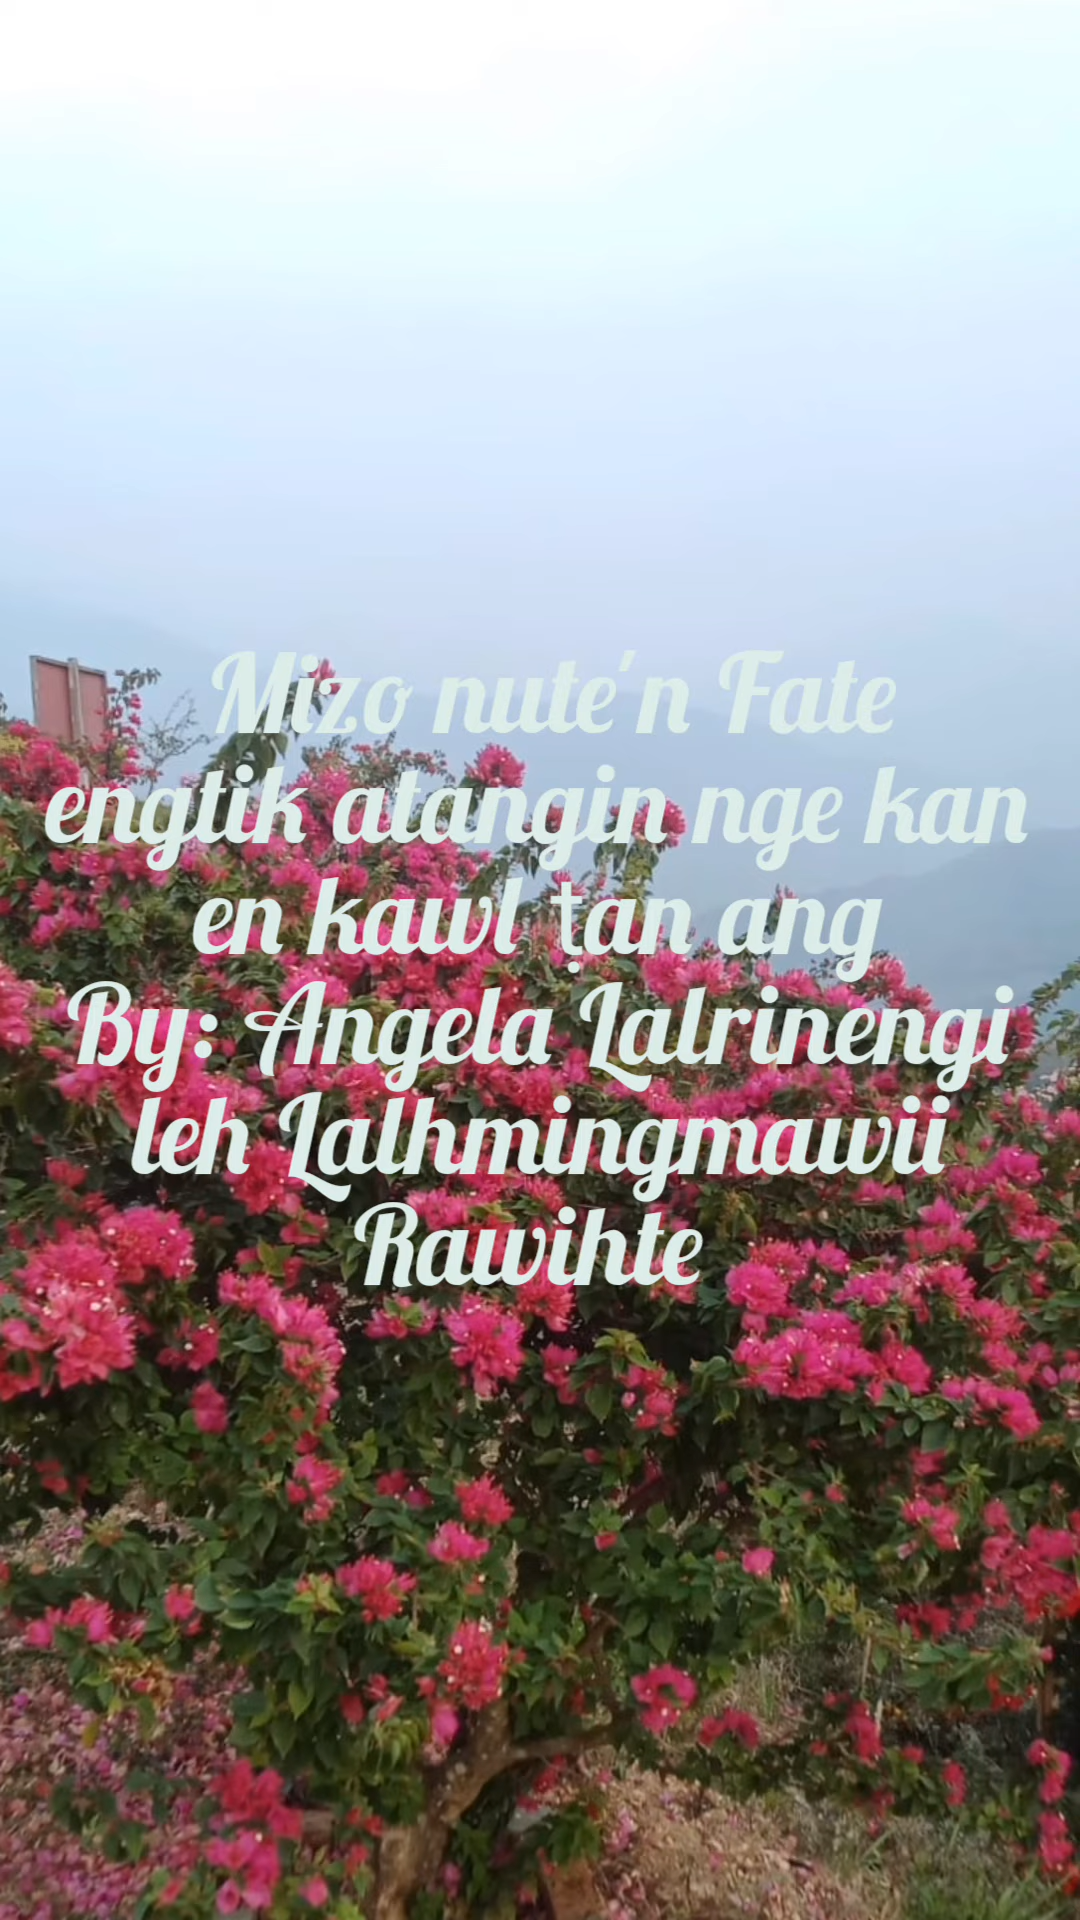 Mizo nute'n Fate
engtik atangin nge kan
en kawl ṭan ang
By: Angela Lalrinengi
leh Lalhmingmawii
Rawihte